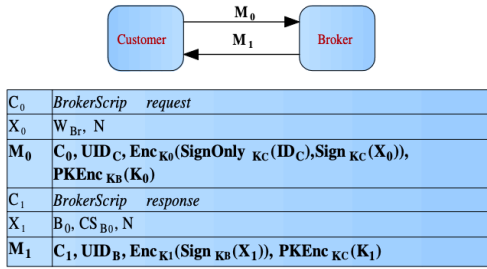 M0
Customer
Broker
M1
C0 BrokerScrip request
X0 WBr, N
M0 C0, UIDC, EncK0(SignOnly KC(IDC),Sign KC(X0)),
PKEnc KB(K0)
C1 BrokerScrip response
X1 B0, CSB0, N
M1 C1, UIDB, EncK1(Sign KB(X1)), PKEnc KC(K1)